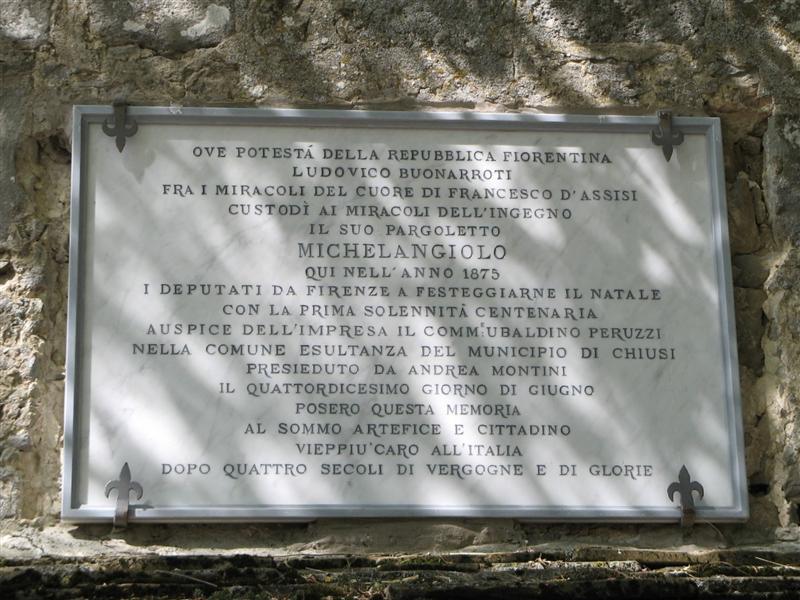 OVE POTESTÁ DELLA REPUBBLICA FIORENTINA
LUDOVICO BUONARROTI
FRA I MIRACOLI DEL CUORE DI FRANCESCO D'ASSISI
CUSTODÌ AI MIRACOLI DELL'INGEGNO
IL SUO PARGOLETTO
MICHELANGIOLO
QUI NELL'ANNO 1875
I DEPUTATI DA FIRENZE A FESTEGGIARNE IL NATALE
CON LA PRIMA SOLENNITÀ CENTENARIA
AUSPICE DELL'IMPRESA IL COMM.E UBALDINO PERUZZI
NELLA COMUNE ESULTANZA DEL MUNICIPIO DI CHIUSI
PRESIEDUTO DA ANDREA MONTINI
IL QUATTORDICESIMO GIORNO DI GIUGNO
POSERO QUESTA MEMORIA
AL SOMMO ARTEFICE E CITTADINO
VIEPPIU' CARO ALL'ITALIA
DOPO QUATTRO SECOLI DI VERGOGNE E DI GLORIE